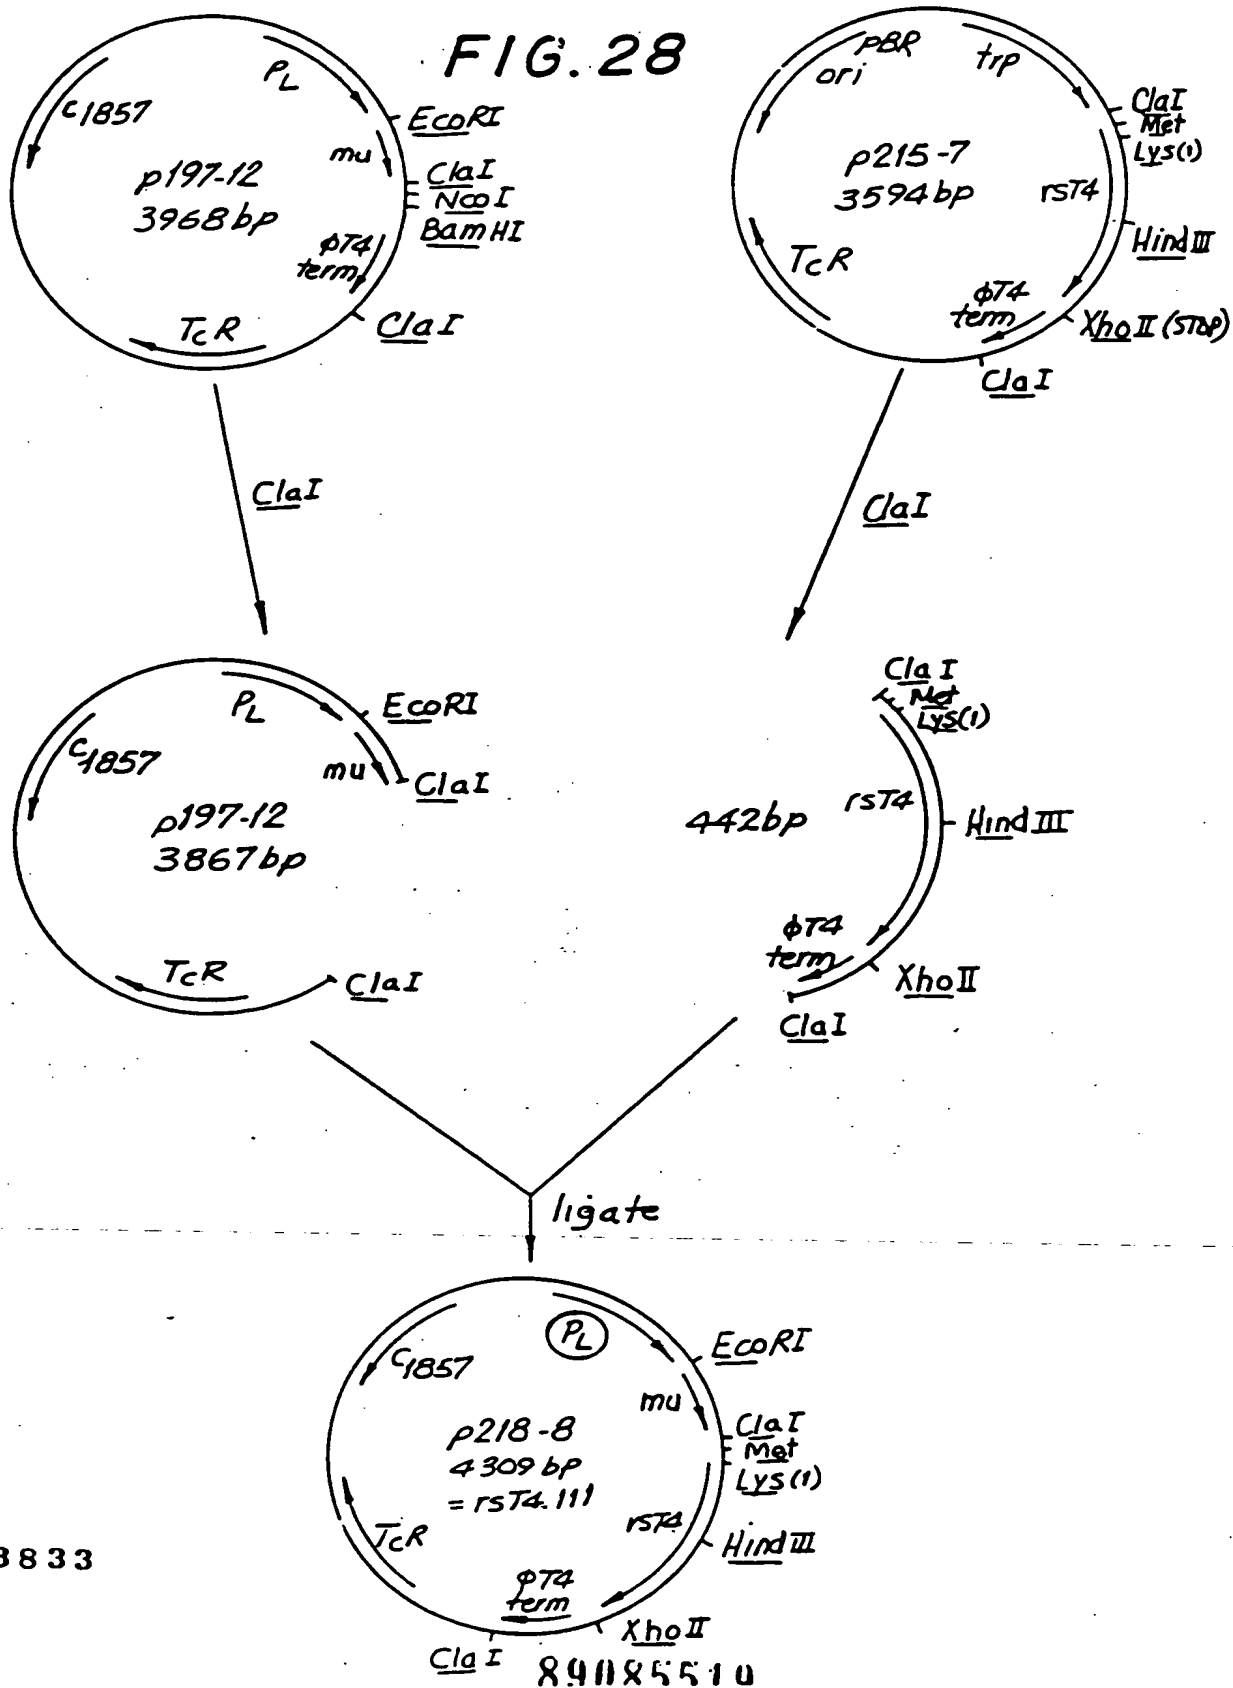 FIG. 28
PL
c1857
EcoRI
mu
ClaI
NcoI
BamHI
p197-12
3968bp
φT4
term
ClaI
TcR
pBR
ori
trp
ClaI
Met
Lys(1)
p215-7
3594bp
rsT4
HindIII
TcR
φT4
term
XhoII (STOP)
ClaI
ClaI
ClaI
PL
EcoRI
c1857
mu
ClaI
p197-12
3867bp
TcR
ClaI
ClaI
Met
Lys(1)
442bp
rsT4
HindIII
φT4
term
XhoII
ClaI
ligate
PL
EcoRI
c1857
mu
ClaI
Met
Lys(1)
p218-8
4309bp
= rsT4.111
rsT4
HindIII
TcR
φT4
term
XhoII
ClaI
3833